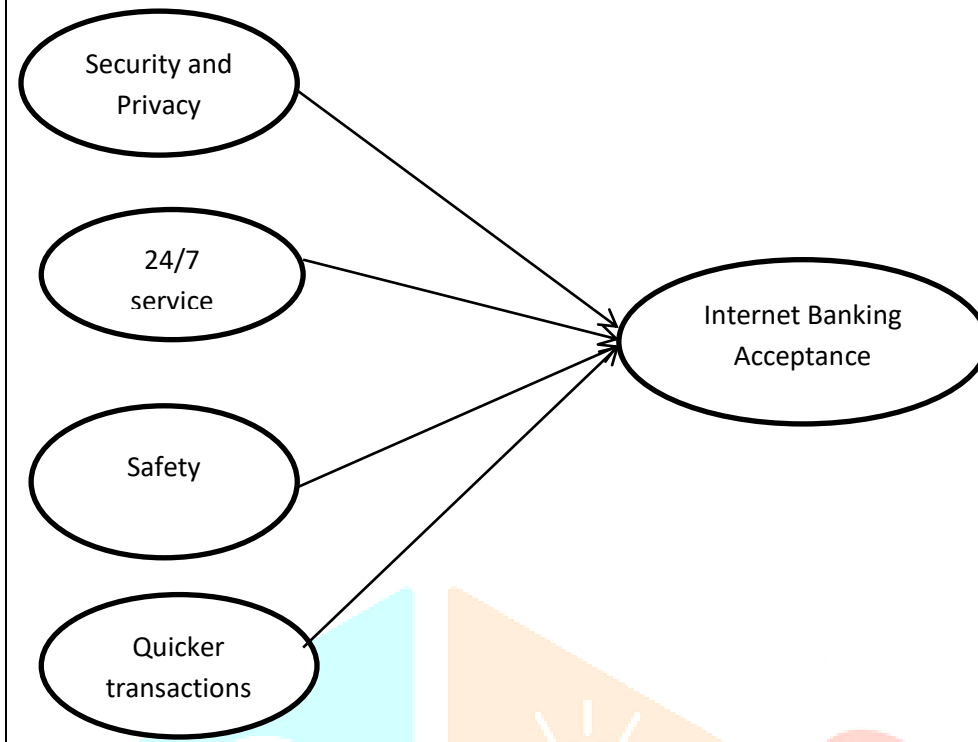 Security and
Privacy
24/7
service
Internet Banking
Acceptance
Safety
Quicker
transactions